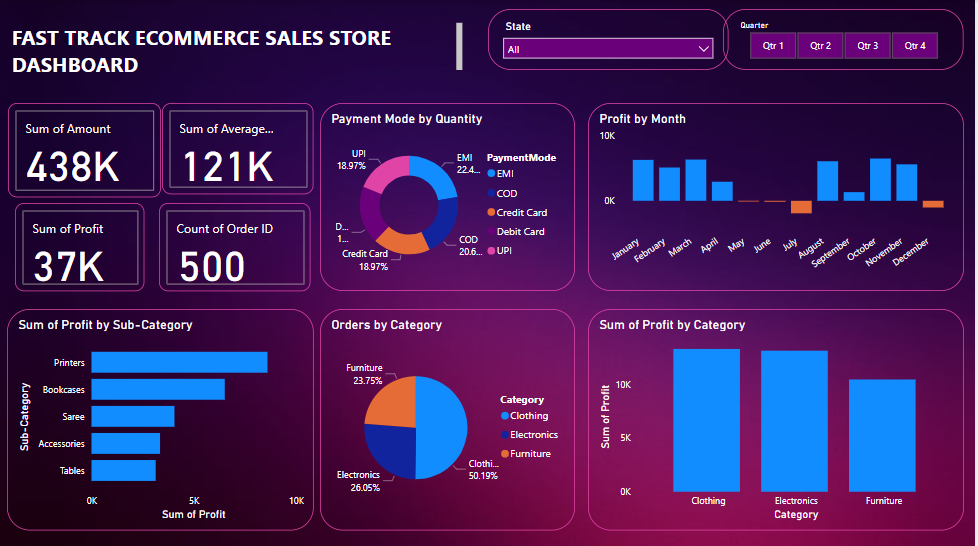 FAST TRACK ECOMMERCE SALES STORE
DASHBOARD
State
All
Quarter
Qtr 1
Qtr 2
Qtr 3
Qtr 4
Sum of Amount
438K
Sum of Average...
121K
Sum of Profit
37K
Count of Order ID
500
Payment Mode by Quantity
UPI
18.97%
EMI
22.4...
D...
1...
Credit Card
18.97%
COD
20.6...
PaymentMode
EMI
COD
Credit Card
Debit Card
UPI
Profit by Month
10K
0K
January
February
March
April
May
June
July
August
September
October
November
December
Sum of Profit by Sub-Category
Sub-Category
Printers
Bookcases
Saree
Accessories
Tables
0K
5K
10K
Sum of Profit
Orders by Category
Furniture
23.75%
Electronics
26.05%
Clothi...
50.19%
Category
Clothing
Electronics
Furniture
Sum of Profit by Category
Sum of Profit
10K
5K
0K
Clothing
Electronics
Furniture
Category